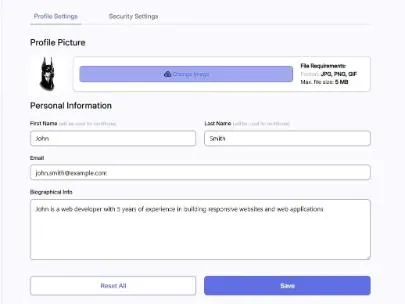 Profile Settings
Security Settings
Profile Picture
Change Image
File Requirements:
Format: JPG, PNG, GIF
Max. file size: 5 MB
Personal Information
First Name (will be used for certificate)
Last Name (will be used for certificate)
John
Smith
Email
john.smith@example.com
Biographical Info
John is a web developer with 5 years of experience in building responsive websites and web applications
Reset All
Save